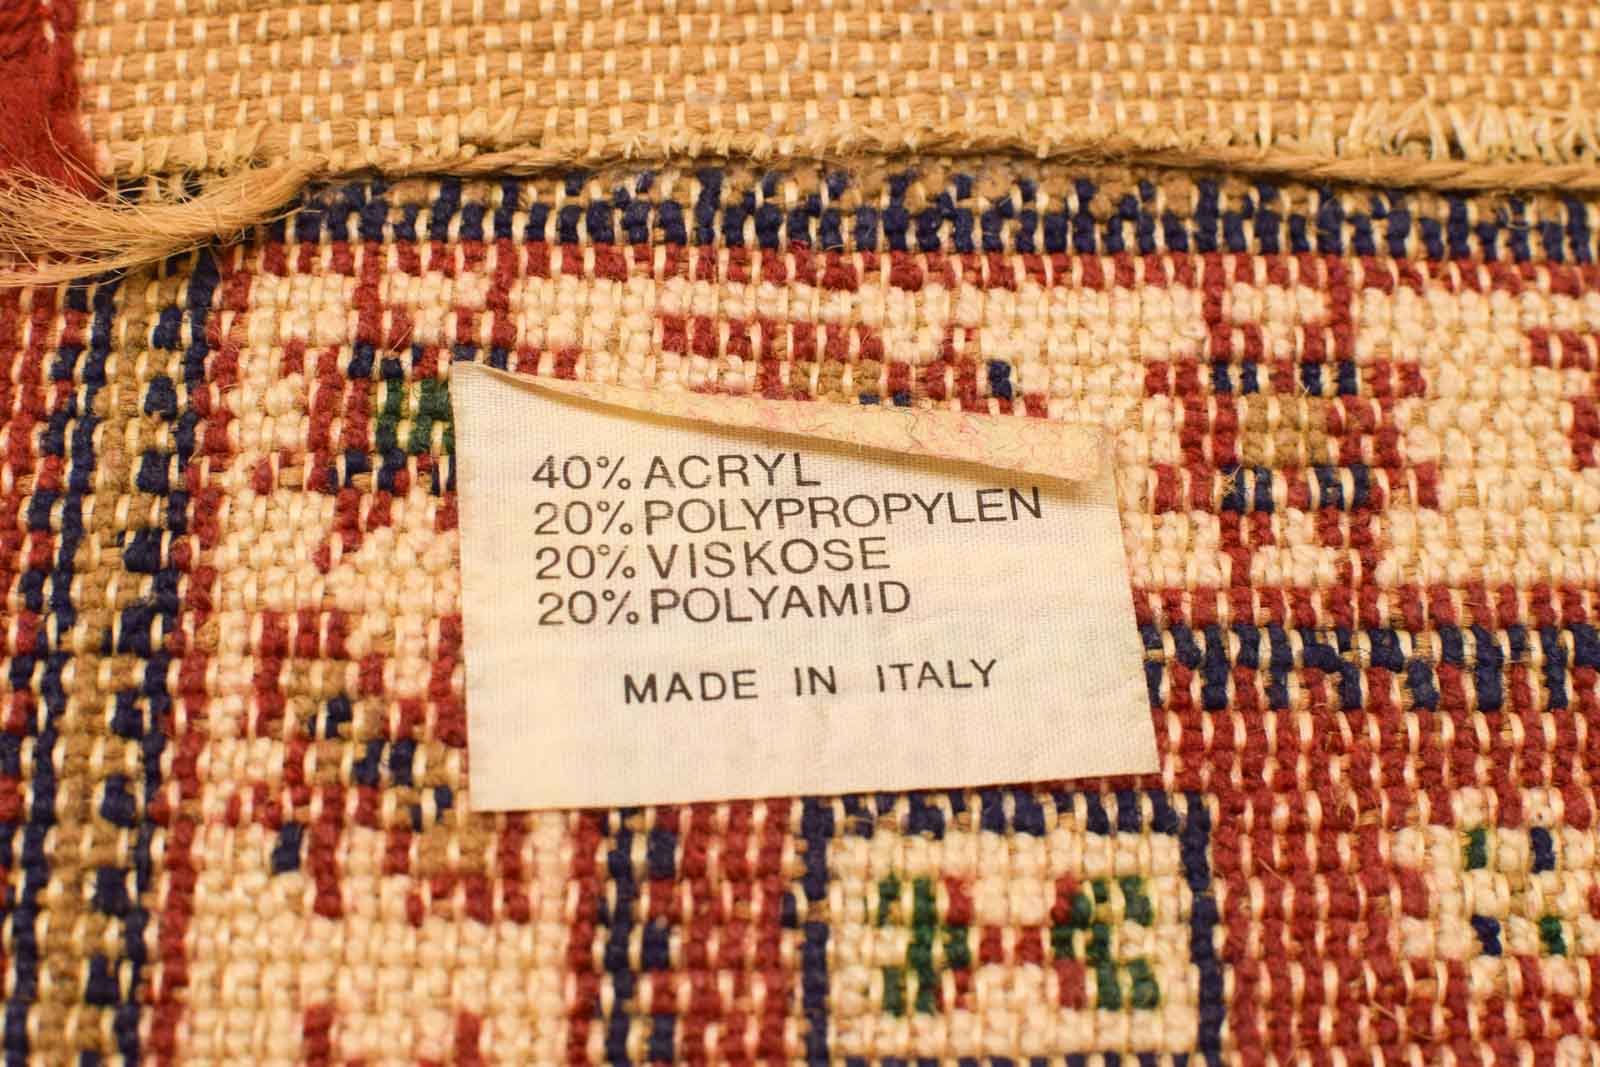 40% ACRYL
20% POLYPROPYLEN
20% VISKOSE
20% POLYAMID
MADE IN ITALY